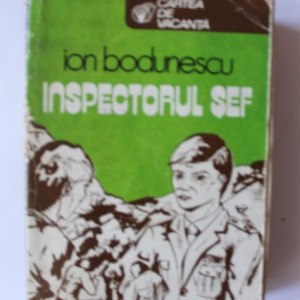 CARTEA
DE
VACANȚĂ
ion bodunescu
INSPECTORUL ȘEF